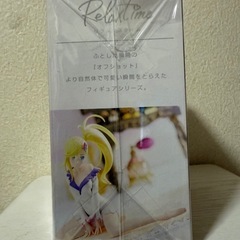 Relax time
ふとした瞬間の
「オフショット」
より自然体で可愛い瞬間をとらえた
フィギュアシリーズ。